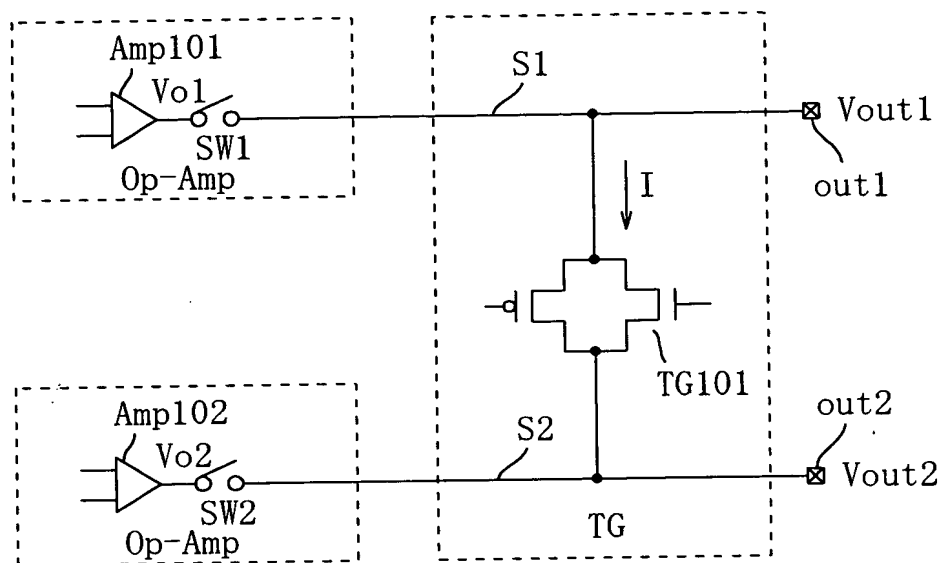 Amp101
Vo1
SW1
Op-Amp
S1
Vout1
out1
I
TG101
Amp102
Vo2
SW2
Op-Amp
S2
out2
Vout2
TG